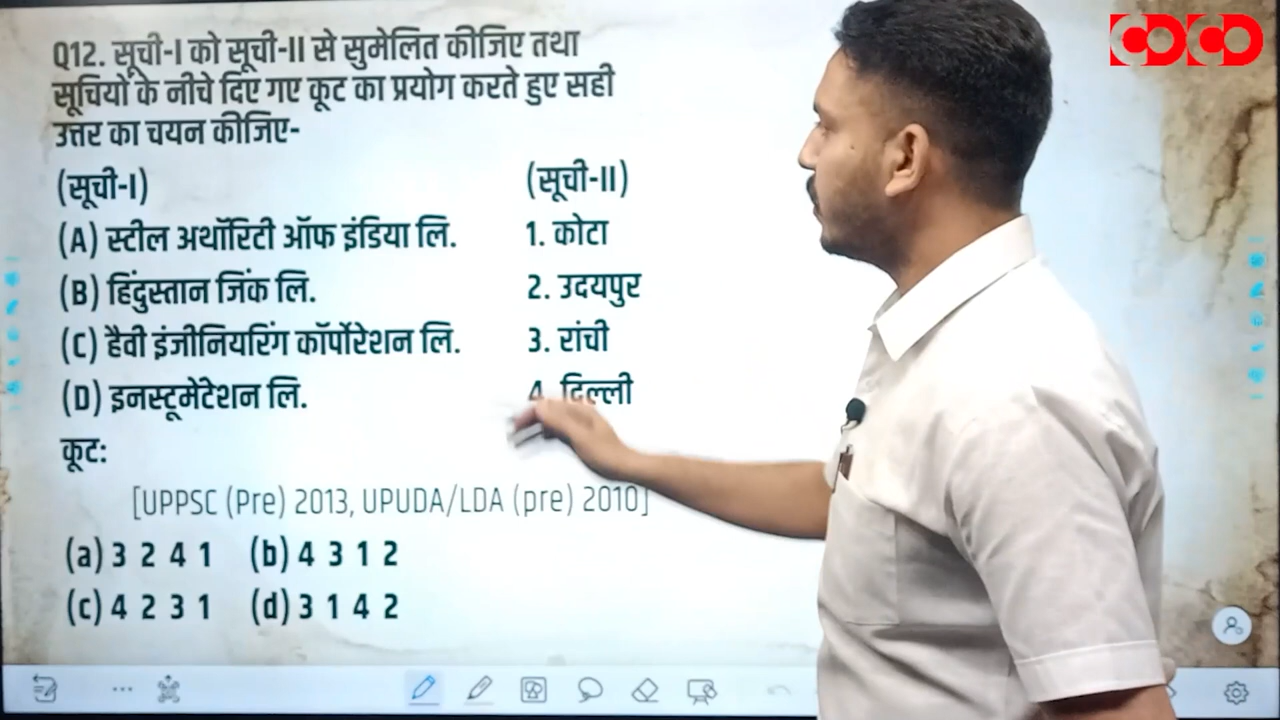 Q12. सूची-I को सूची-II से सुमेलित कीजिए तथा
सूचियों के नीचे दिए गए कूट का प्रयोग करते हुए सही
उत्तर का चयन कीजिए-
(सूची-I) (सूची-II)
(A) स्टील अथॉरिटी ऑफ इंडिया लि. 1. कोटा
(B) हिंदुस्तान जिंक लि. 2. उदयपुर
(C) हैवी इंजीनियरिंग कॉर्पोरेशन लि. 3. रांची
(D) इनस्टूमेंटेशन लि. 4. दिल्ली
कूट:
[UPPSC (Pre) 2013, UPUDA/LDA (pre) 2010]
(a) 3 2 4 1 (b) 4 3 1 2
(c) 4 2 3 1 (d) 3 1 4 2